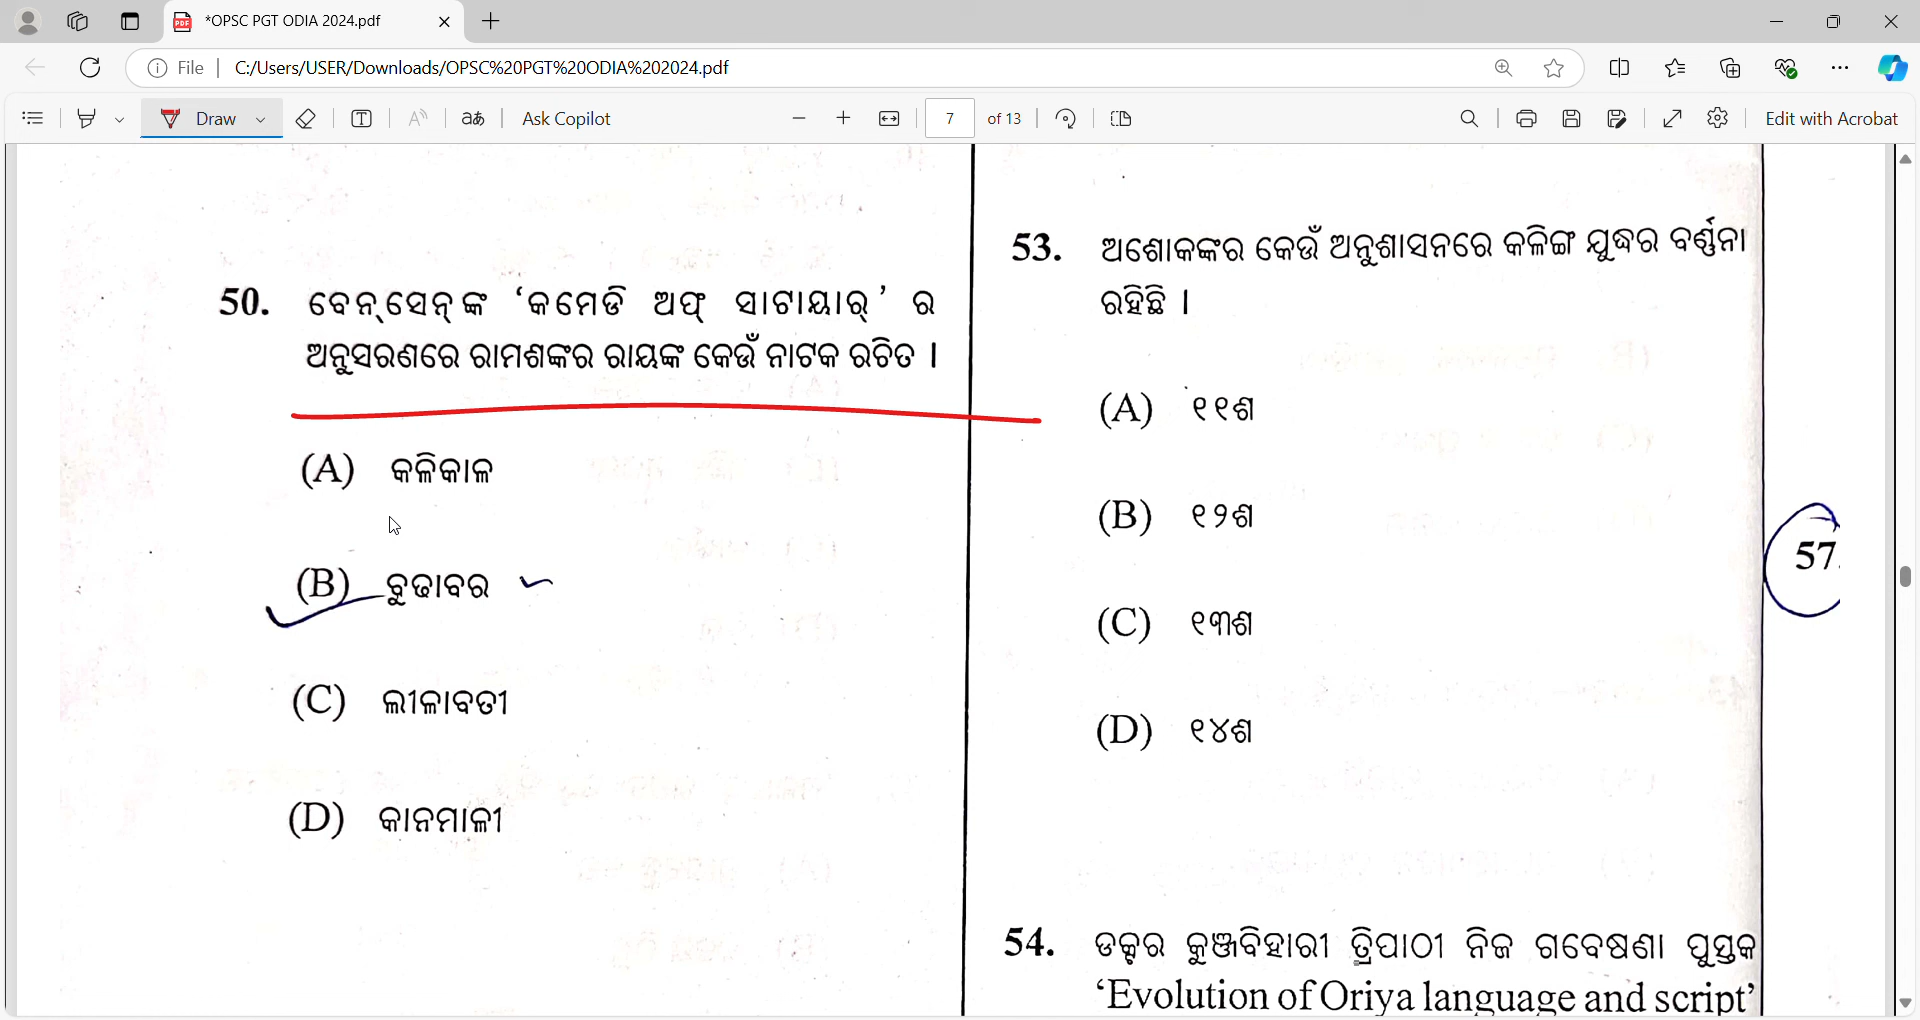 *OPSC PGT ODIA 2024.pdf
File
C:/Users/USER/Downloads/OPSC%20PGT%20ODIA%202024.pdf
Draw
aあ
Ask Copilot
7 of 13
Edit with Acrobat
50. ବେନ୍‌ସେନ୍‌ଙ୍କ ‘କମେଡି ଅଫ୍ ସାଟାୟାର୍’ ର
ଅନୁସରଣରେ ରାମଶଙ୍କର ରାୟଙ୍କ କେଉଁ ନାଟକ ରଚିତ ।
(A) କଳିକାଳ
(B) ବୁଢାବର
(C) ଲୀଳାବତୀ
(D) କାନମାଳୀ
53. ଅଶୋକଙ୍କର କେଉଁ ଅନୁଶାସନରେ କଳିଙ୍ଗ ଯୁଦ୍ଧର ବର୍ଣ୍ଣନା
ରହିଛି ।
(A) ୧୧ଶ
(B) ୧୨ଶ
(C) ୧୩ଶ
(D) ୧୪ଶ
54. ଡକ୍ଟର କୁଞ୍ଜବିହାରୀ ତ୍ରିପାଠୀ ନିଜ ଗବେଷଣା ପୁସ୍ତକ
‘Evolution of Oriya language and script’
57.